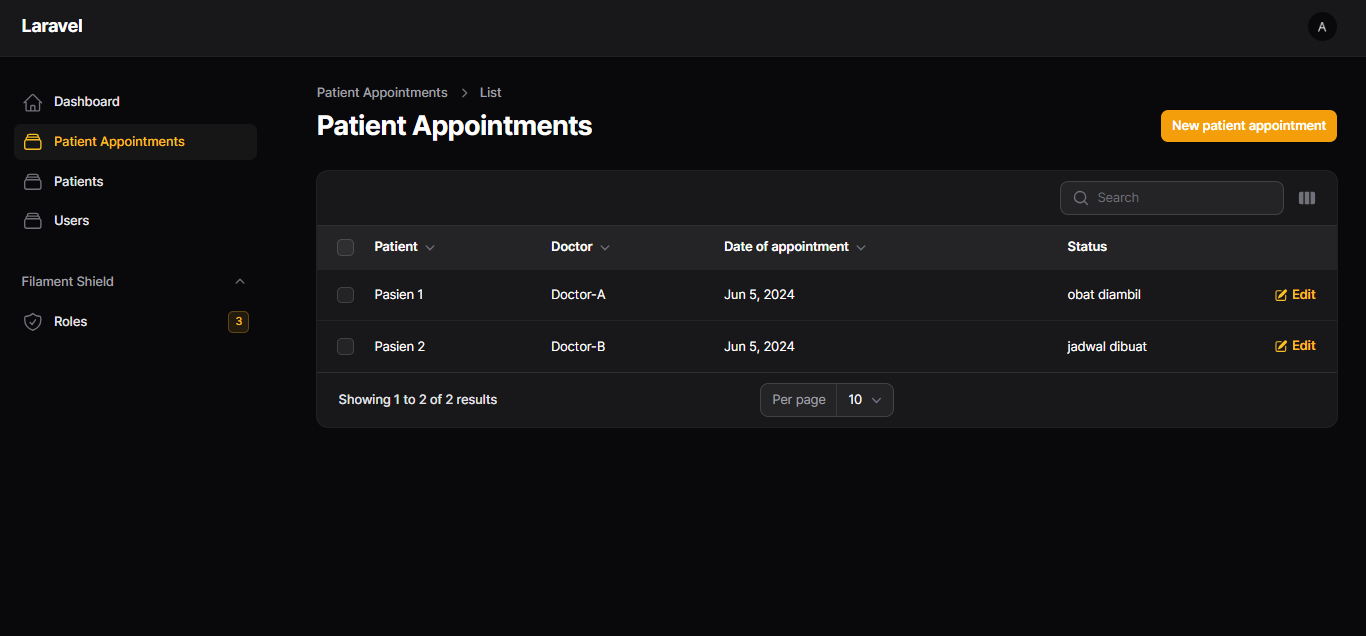 Laravel
A
Dashboard
Patient Appointments
Patients
Users
Filament Shield
Roles 3
Patient Appointments List
Patient Appointments
New patient appointment
Search
Patient Doctor Date of appointment Status
Pasien 1 Doctor-A Jun 5, 2024 obat diambil Edit
Pasien 2 Doctor-B Jun 5, 2024 jadwal dibuat Edit
Showing 1 to 2 of 2 results Per page 10